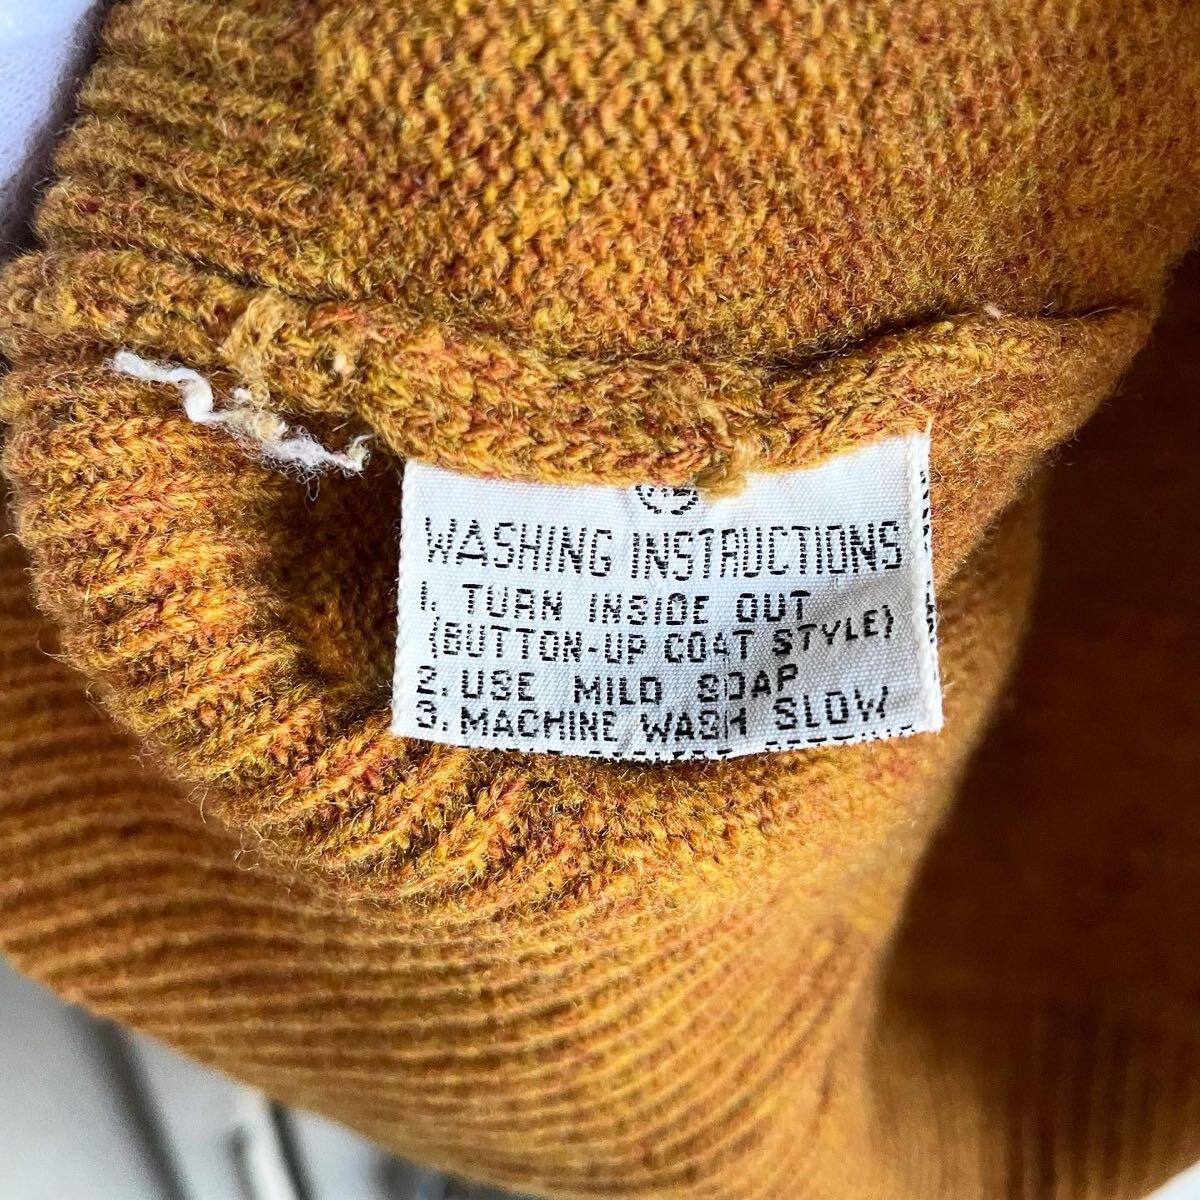 WASHING INSTRUCTIONS
1. TURN INSIDE OUT
(BUTTON-UP COAT STYLE)
2. USE MILD SOAP
3. MACHINE WASH SLOW